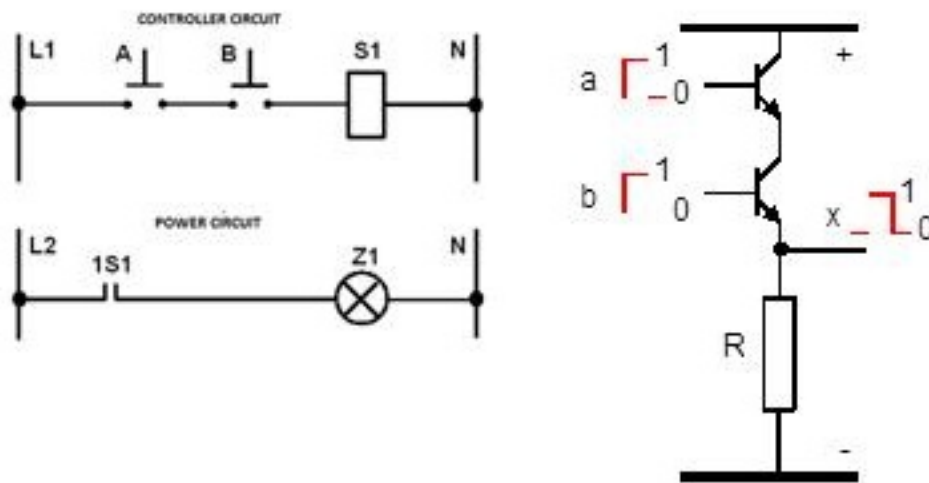 CONTROLLER CIRCUIT
L1 A B S1 N
POWER CIRCUIT
L2 1S1 Z1 N
+
a 1 0
b 1 0
x 1 0
R
-